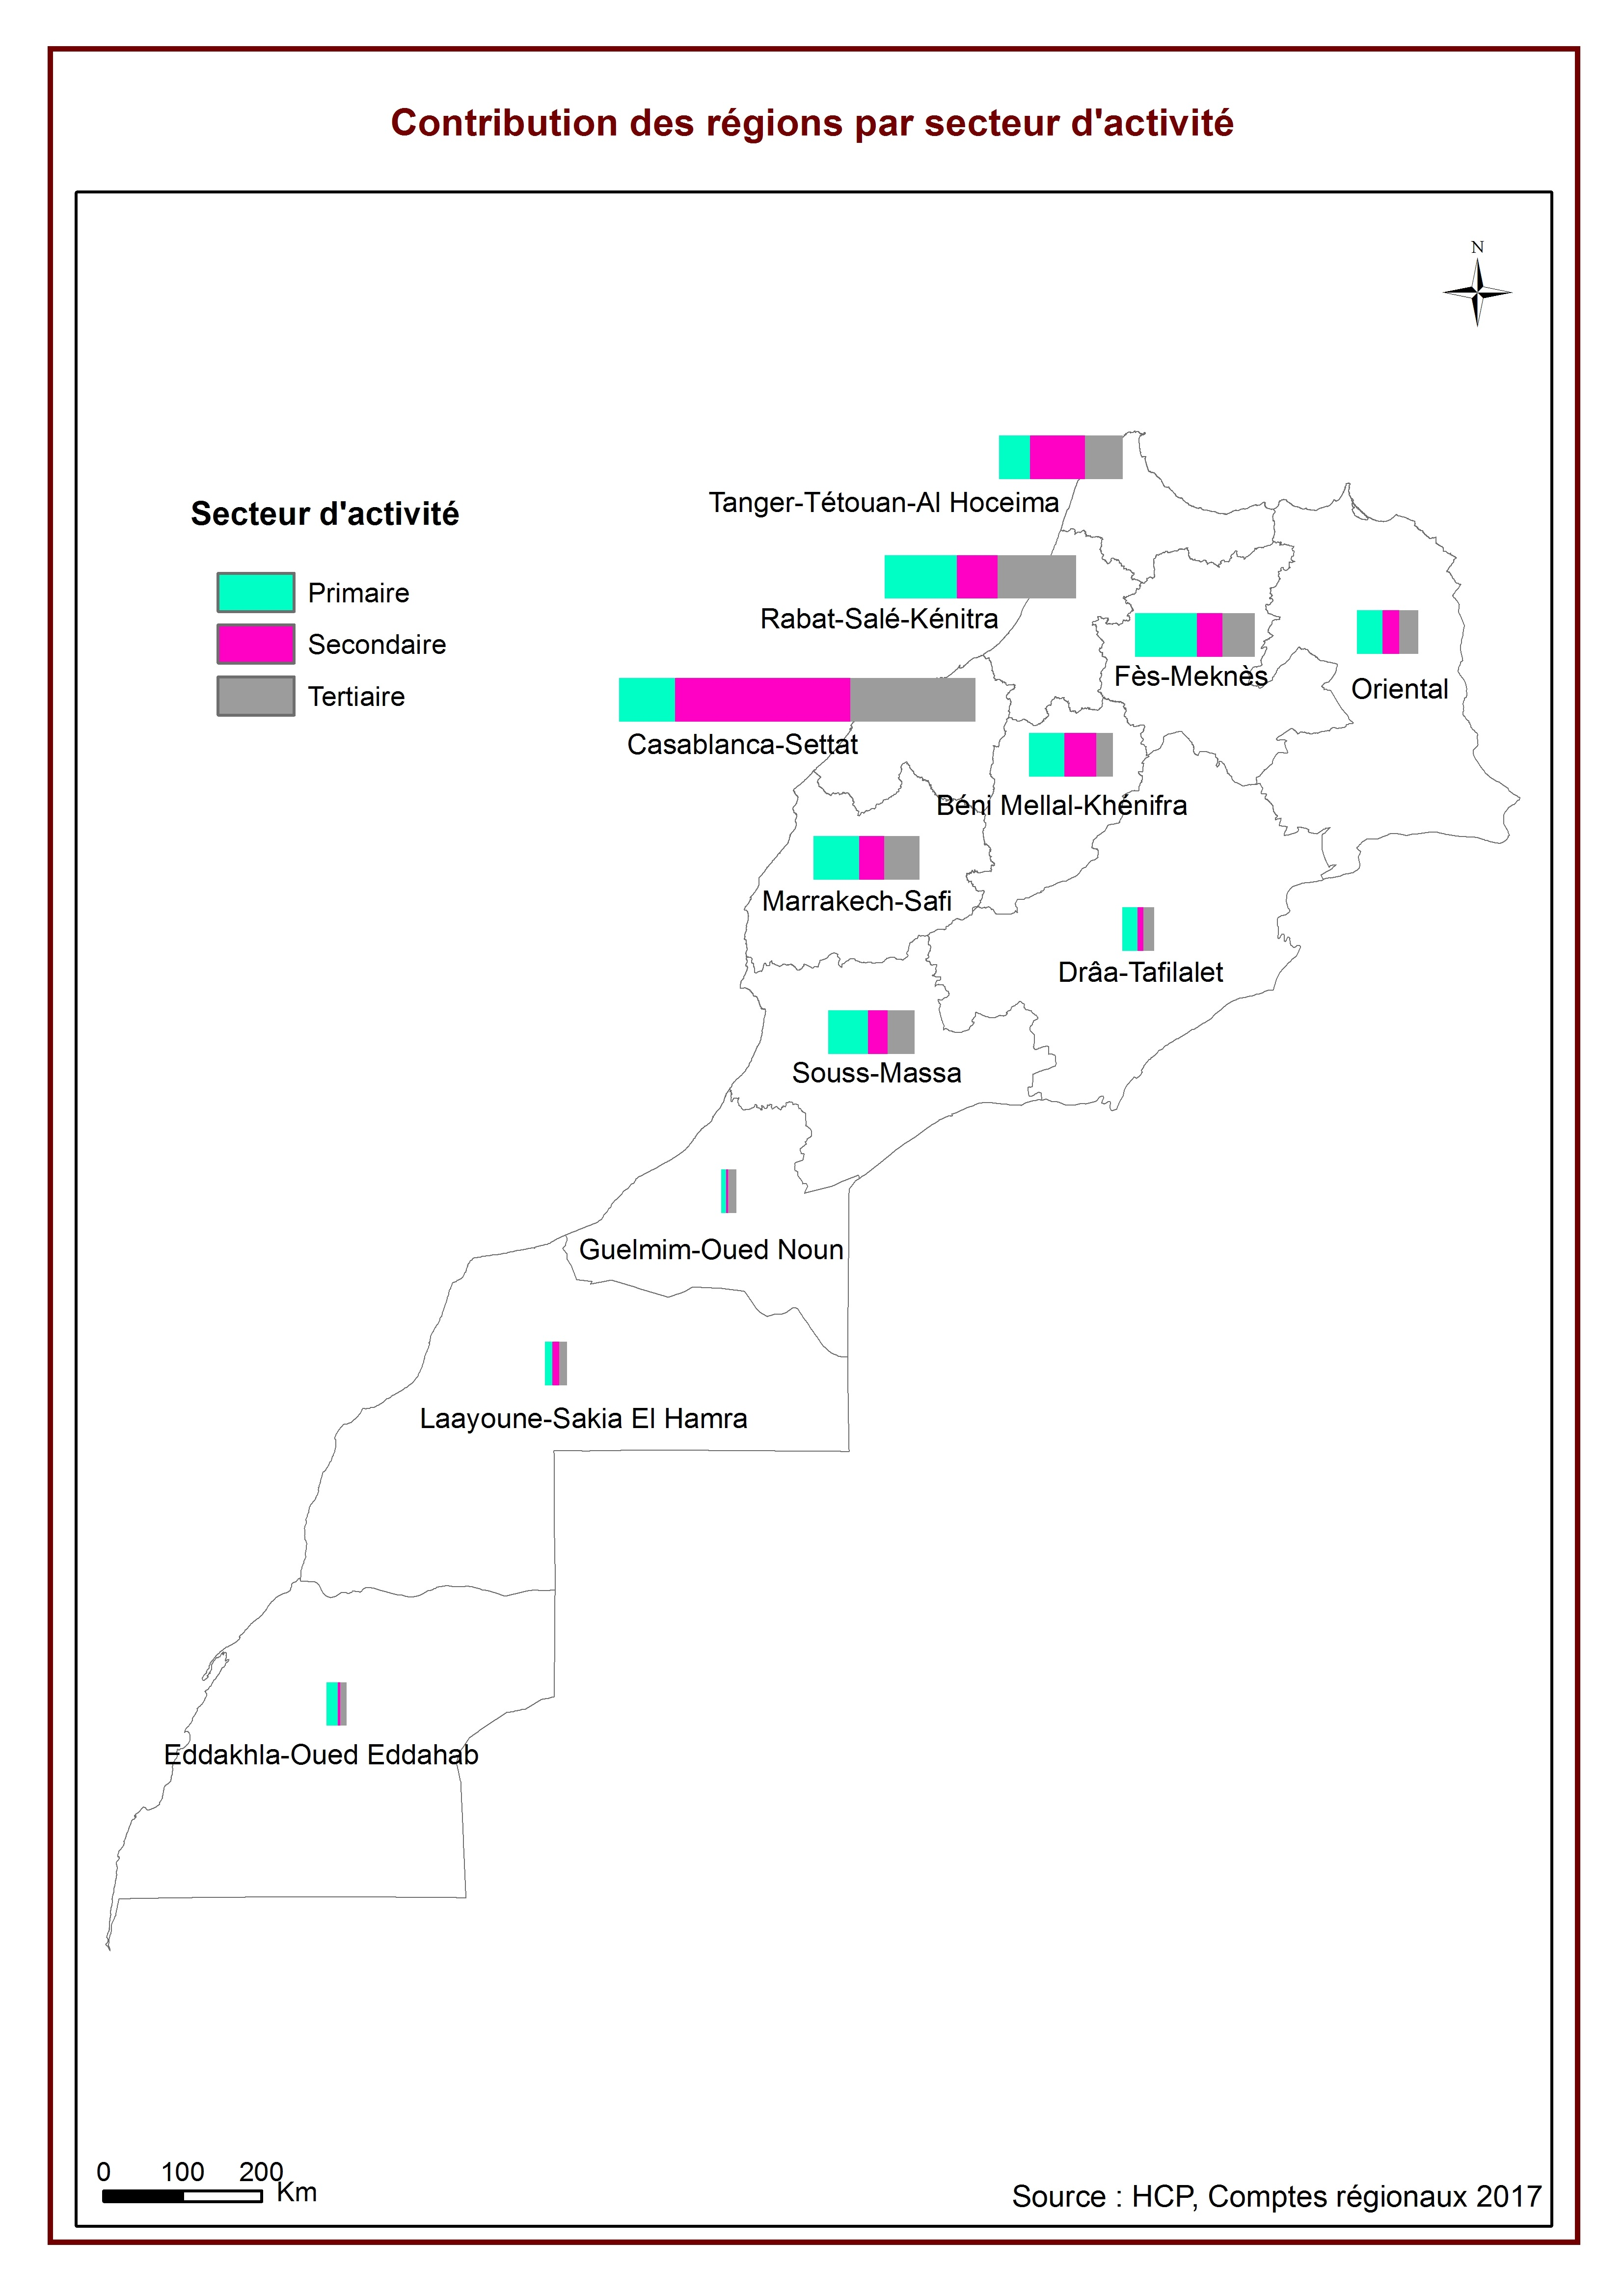 Contribution des régions par secteur d'activité
N
Tanger-Tétouan-Al Hoceima
Secteur d'activité
Primaire
Secondaire
Tertiaire
Rabat-Salé-Kénitra
Fès-Meknès
Oriental
Casablanca-Settat
Béni Mellal-Khénifra
Marrakech-Safi
Drâa-Tafilalet
Souss-Massa
Guelmim-Oued Noun
Laayoune-Sakia El Hamra
Eddakhla-Oued Eddahab
0 100 200
Km
Source : HCP, Comptes régionaux 2017